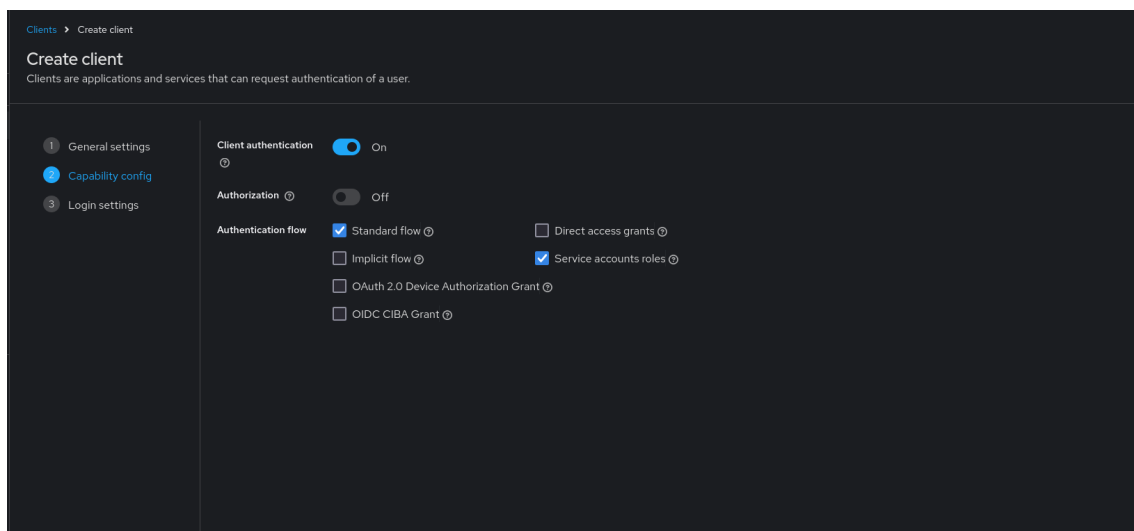 Clients > Create client
Create client
Clients are applications and services that can request authentication of a user.
1 General settings
2 Capability config
3 Login settings
Client authentication On
Authorization Off
Authentication flow
Standard flow Direct access grants
Implicit flow Service accounts roles
OAuth 2.0 Device Authorization Grant
OIDC CIBA Grant